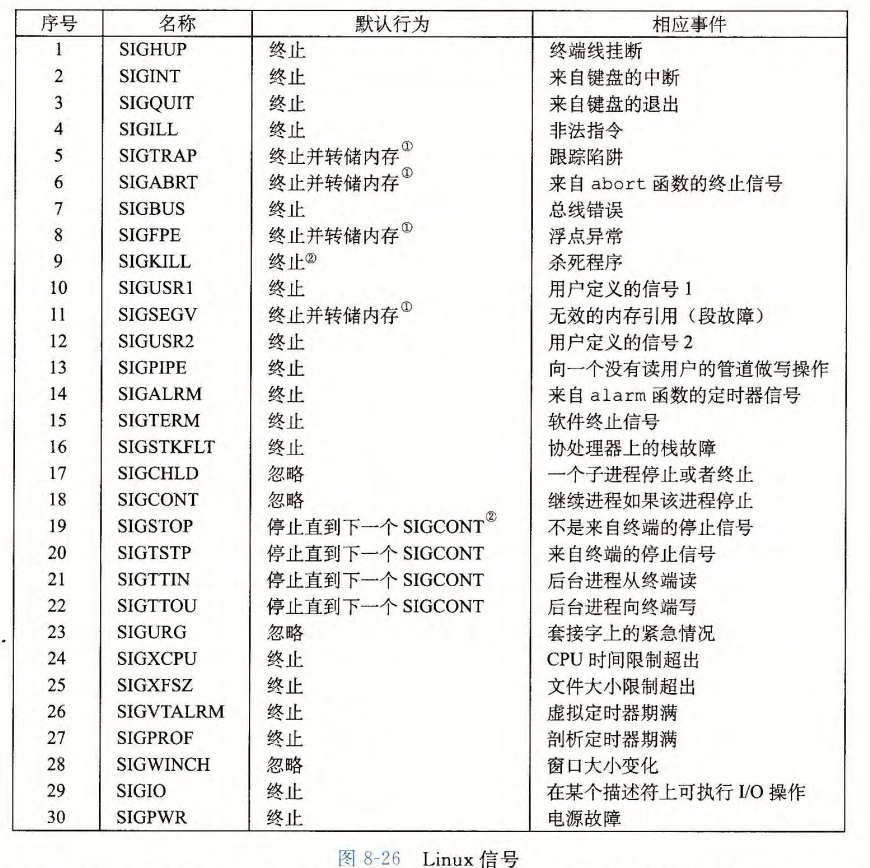 序号 名称 默认行为 相应事件
1 SIGHUP 终止 终端线挂断
2 SIGINT 终止 来自键盘的中断
3 SIGQUIT 终止 来自键盘的退出
4 SIGILL 终止 非法指令
5 SIGTRAP 终止并转储内存① 跟踪陷阱
6 SIGABRT 终止并转储内存① 来自 abort 函数的终止信号
7 SIGBUS 终止 总线错误
8 SIGFPE 终止并转储内存① 浮点异常
9 SIGKILL 终止② 杀死程序
10 SIGUSR1 终止 用户定义的信号 1
11 SIGSEGV 终止并转储内存① 无效的内存引用（段故障）
12 SIGUSR2 终止 用户定义的信号 2
13 SIGPIPE 终止 向一个没有读用户的管道做写操作
14 SIGALRM 终止 来自 alarm 函数的定时器信号
15 SIGTERM 终止 软件终止信号
16 SIGSTKFLT 终止 协处理器上的栈故障
17 SIGCHLD 忽略 一个子进程停止或者终止
18 SIGCONT 忽略 继续进程如果该进程停止
19 SIGSTOP 停止直到下一个 SIGCONT② 不是来自终端的停止信号
20 SIGTSTP 停止直到下一个 SIGCONT 来自终端的停止信号
21 SIGTTIN 停止直到下一个 SIGCONT 后台进程从终端读
22 SIGTTOU 停止直到下一个 SIGCONT 后台进程向终端写
23 SIGURG 忽略 套接字上的紧急情况
24 SIGXCPU 终止 CPU 时间限制超出
25 SIGXFSZ 终止 文件大小限制超出
26 SIGVTALRM 终止 虚拟定时器期满
27 SIGPROF 终止 剖析定时器期满
28 SIGWINCH 忽略 窗口大小变化
29 SIGIO 终止 在某个描述符上可执行 I/O 操作
30 SIGPWR 终止 电源故障
图 8-26 Linux 信号